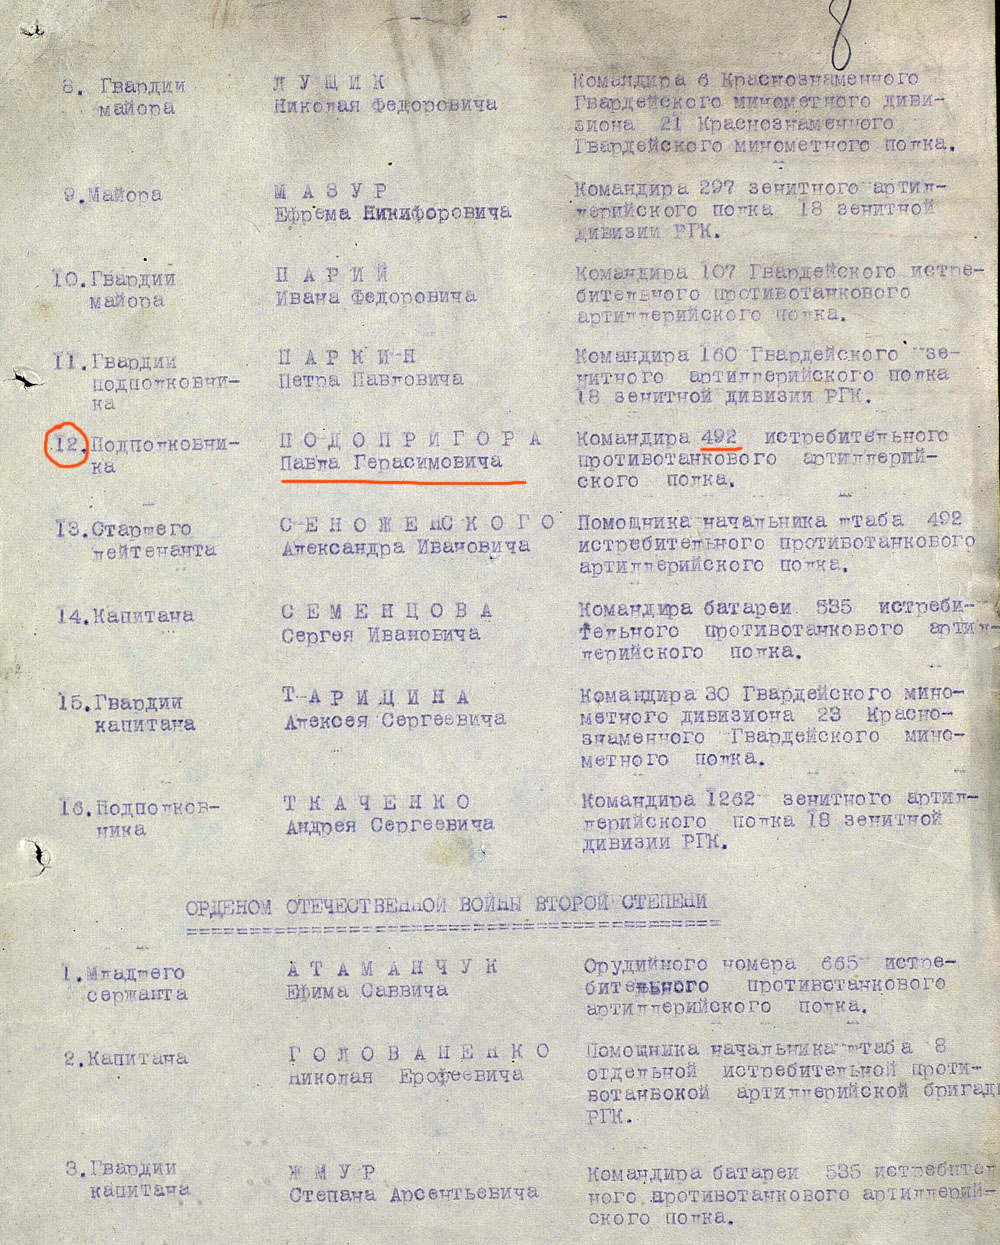 - 2 -
8
8. Гвардии майора ЛУЩИК Николая Федоровича Командира 6 Краснознаменного
Гвардейского минометного диви-
зиона 21 Краснознаменного
Гвардейского минометного полка.
9. Майора МАЗУР Ефрема Никифоровича Командира 297 зенитного артил-
лерийского полка 18 зенитной
дивизии РГК.
10. Гвардии майора ПАРИЙ Ивана Федоровича Командира 107 Гвардейского истре-
бительного противотанкового
артиллерийского полка.
11. Гвардии подполковни-
ка ПАРКИН Петра Павловича Командира 160 Гвардейского зе-
нитного артиллерийского полка
18 зенитной дивизии РГК.
12. Подполковни-
ка ПОДОПРИГОРА Павла Герасимовича Командира 492 истребительного
противотанкового артиллерий-
ского полка.
13. Старшего лейтенанта СЕНОЖЕНСКОГО Александра Ивановича Помощника начальника штаба 492
истребительного противотанкового
артиллерийского полка.
14. Капитана СЕМЕНЦОВА Сергея Ивановича Командира батареи 535 истреби-
тельного противотанкового артил-
лерийского полка.
15. Гвардии капитана ТАРИЦИНА Алексея Сергеевича Командира 30 Гвардейского мино-
метного дивизиона 23 Красно-
знаменного Гвардейского мино-
метного полка.
16. Подполков-
ника ТКАЧЕНКО Андрея Сергеевича Командира 1262 зенитного артил-
лерийского полка 18 зенитной
дивизии РГК.
ОРДЕНОМ ОТЕЧЕСТВЕННОЙ ВОЙНЫ ВТОРОЙ СТЕПЕНИ
1. Младшего сержанта АТАМАНЧУК Ефима Саввича Орудийного номера 665 истре-
бительного противотанкового
артиллерийского полка.
2. Капитана ГОЛОВАНЕНКО Николая Ерофеевича Помощника начальника штаба 8
отдельной истребительной проти-
вотанвокой артиллерийской бригады
РГК.
3. Гвардии капитана ЖМУР Степана Арсентьевича Командира батареи 535 истребител-
ного противотанкового артиллерий-
ского полка.